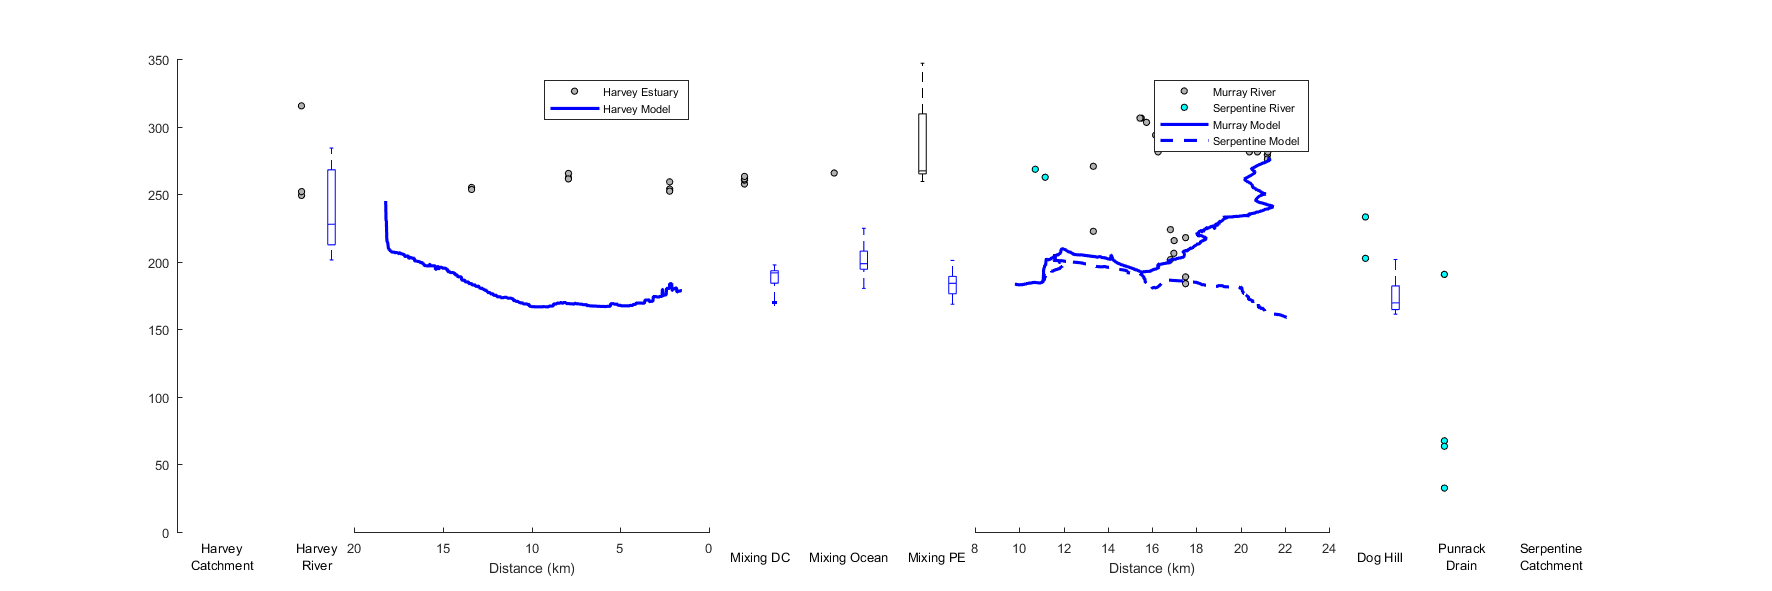 350
300
250
200
150
100
50
0
Harvey Estuary
Harvey Model
Murray River
Serpentine River
Murray Model
Serpentine Model
Harvey
Catchment
Harvey
River
20 15 10 5 0
Distance (km)
Mixing DC
Mixing Ocean
Mixing PE
8 10 12 14 16 18 20 22 24
Distance (km)
Dog Hill
Punrack
Drain
Serpentine
Catchment